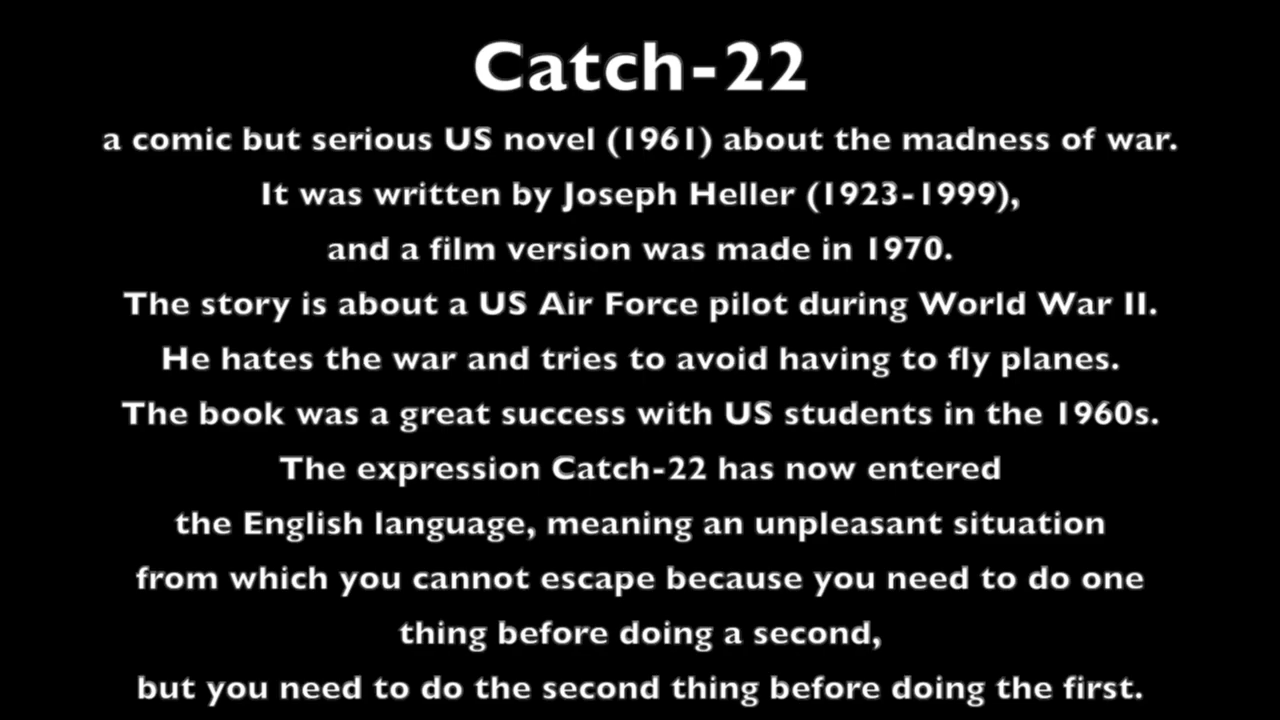 Catch-22
a comic but serious US novel (1961) about the madness of war.
It was written by Joseph Heller (1923-1999),
and a film version was made in 1970.
The story is about a US Air Force pilot during World War II.
He hates the war and tries to avoid having to fly planes.
The book was a great success with US students in the 1960s.
The expression Catch-22 has now entered
the English language, meaning an unpleasant situation
from which you cannot escape because you need to do one
thing before doing a second,
but you need to do the second thing before doing the first.